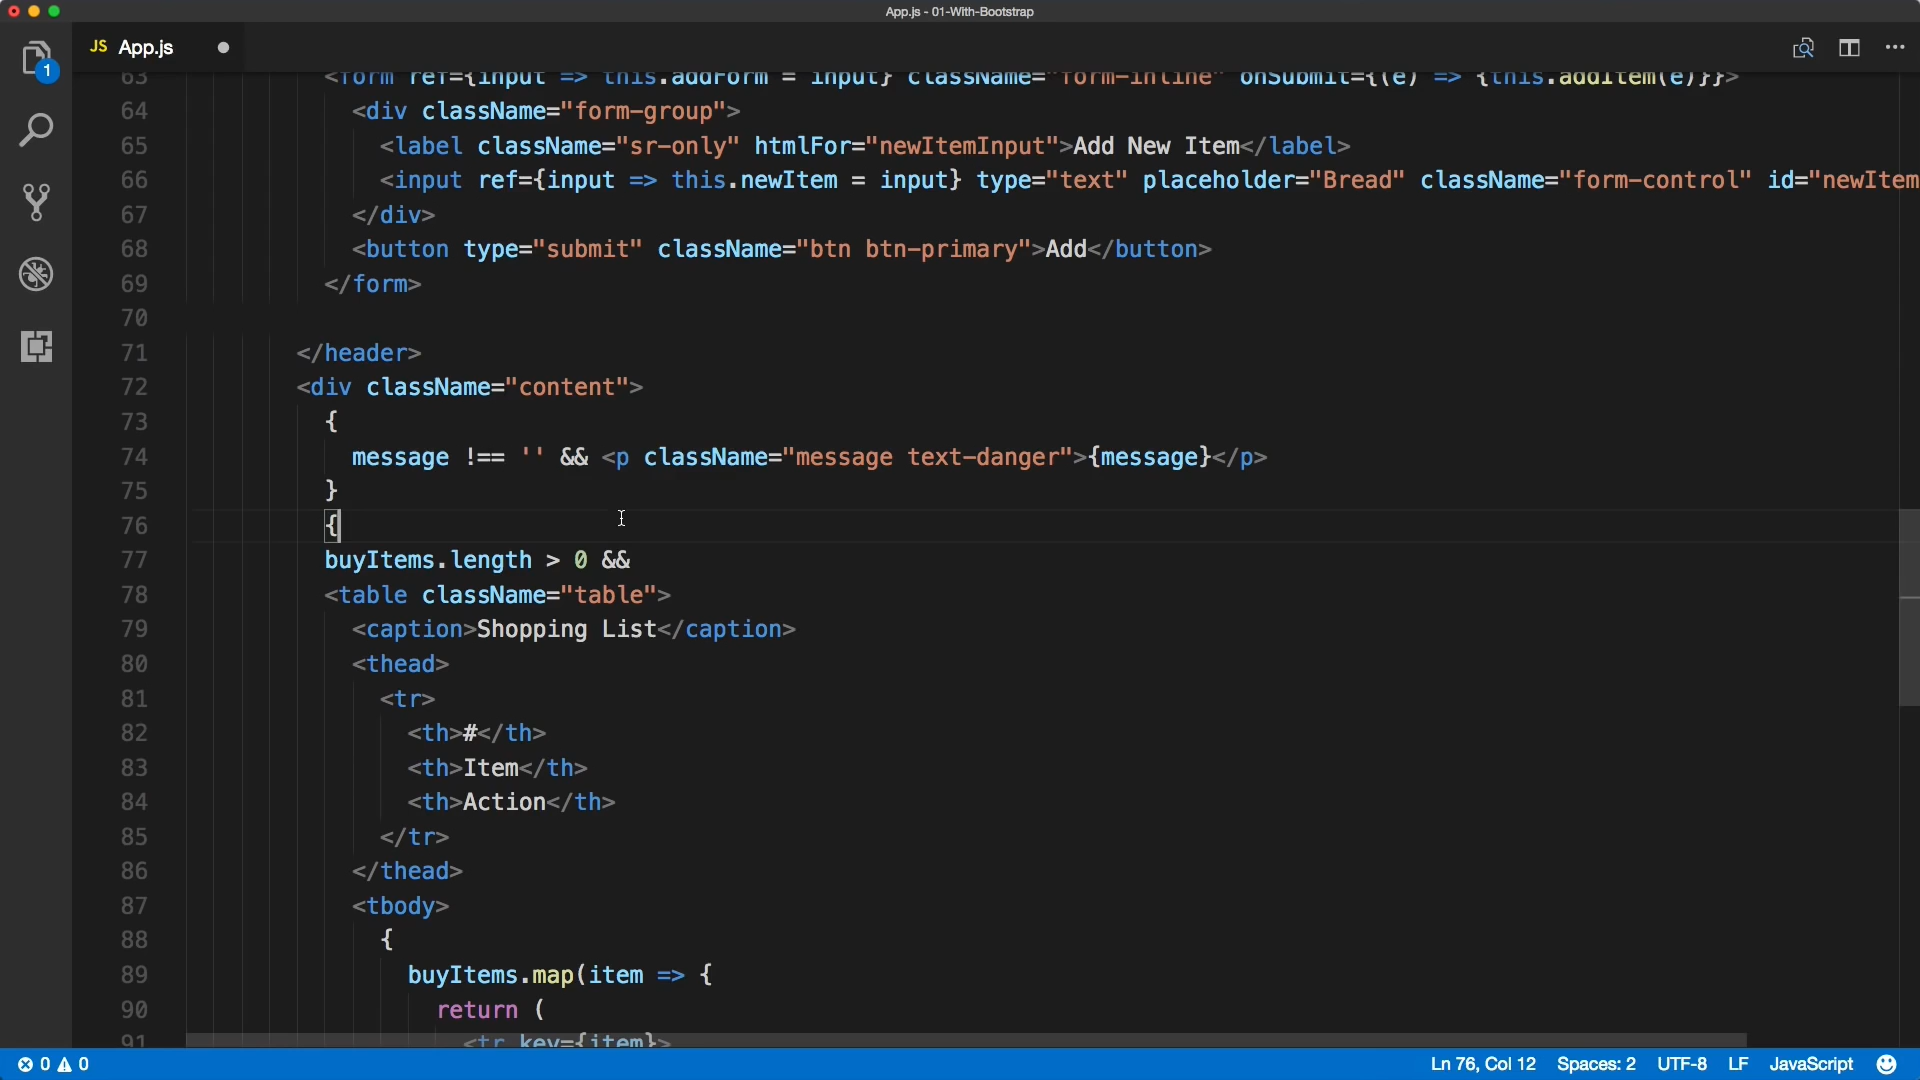 App.js - 01-With-Bootstrap
JS App.js
1
63 <form ref={input => this.addForm = input} className="form-inline" onSubmit={(e) => {this.addItem(e)}}>
64 <div className="form-group">
65 <label className="sr-only" htmlFor="newItemInput">Add New Item</label>
66 <input ref={input => this.newItem = input} type="text" placeholder="Bread" className="form-control" id="newItem
67 </div>
68 <button type="submit" className="btn btn-primary">Add</button>
69 </form>
70
71 </header>
72 <div className="content">
73 {
74 message !== '' && <p className="message text-danger">{message}</p>
75 }
76 {
77 buyItems.length > 0 &&
78 <table className="table">
79 <caption>Shopping List</caption>
80 <thead>
81 <tr>
82 <th>#</th>
83 <th>Item</th>
84 <th>Action</th>
85 </tr>
86 </thead>
87 <tbody>
88 {
89 buyItems.map(item => {
90 return (
91 <tr key={item}>
0 0 Ln 76, Col 12 Spaces: 2 UTF-8 LF JavaScript